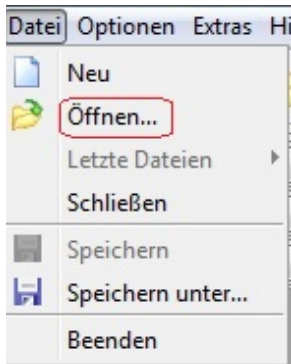 Datei Optionen Extras Hi
Neu
Öffnen...
Letzte Dateien
Schließen
Speichern
Speichern unter...
Beenden